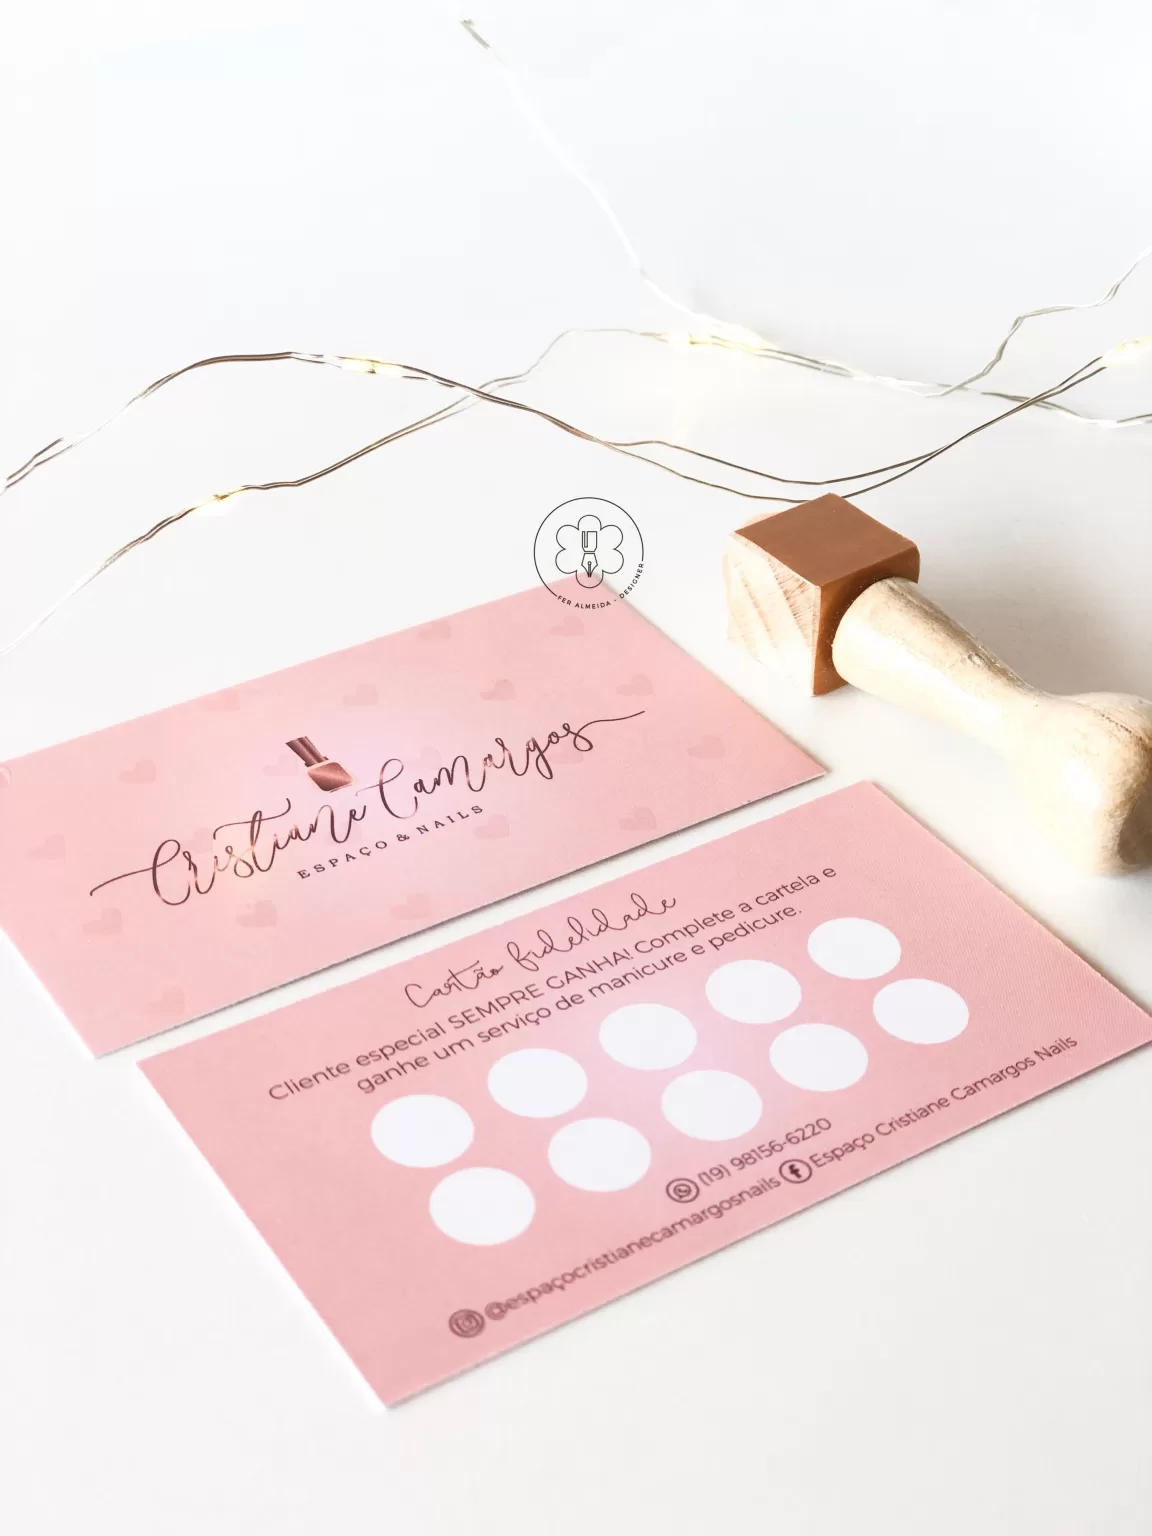 FER ALMEIDA - DESIGNER
Cristiane Camargos
ESPAÇO & NAILS
Cartão fidelidade
Cliente especial SEMPRE GANHA! Complete a cartela e
ganhe um serviço de manicure e pedicure.
(19) 98156-6220
@espaçocristianecamargosnails Espaço Cristiane Camargos Nails